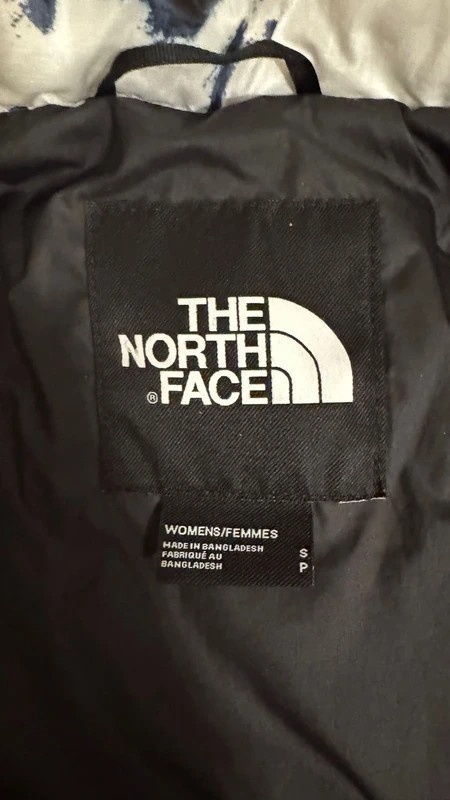 THE
NORTH
® FACE
WOMENS/FEMMES
MADE IN BANGLADESH
FABRIQUÉ AU
BANGLADESH
S
P